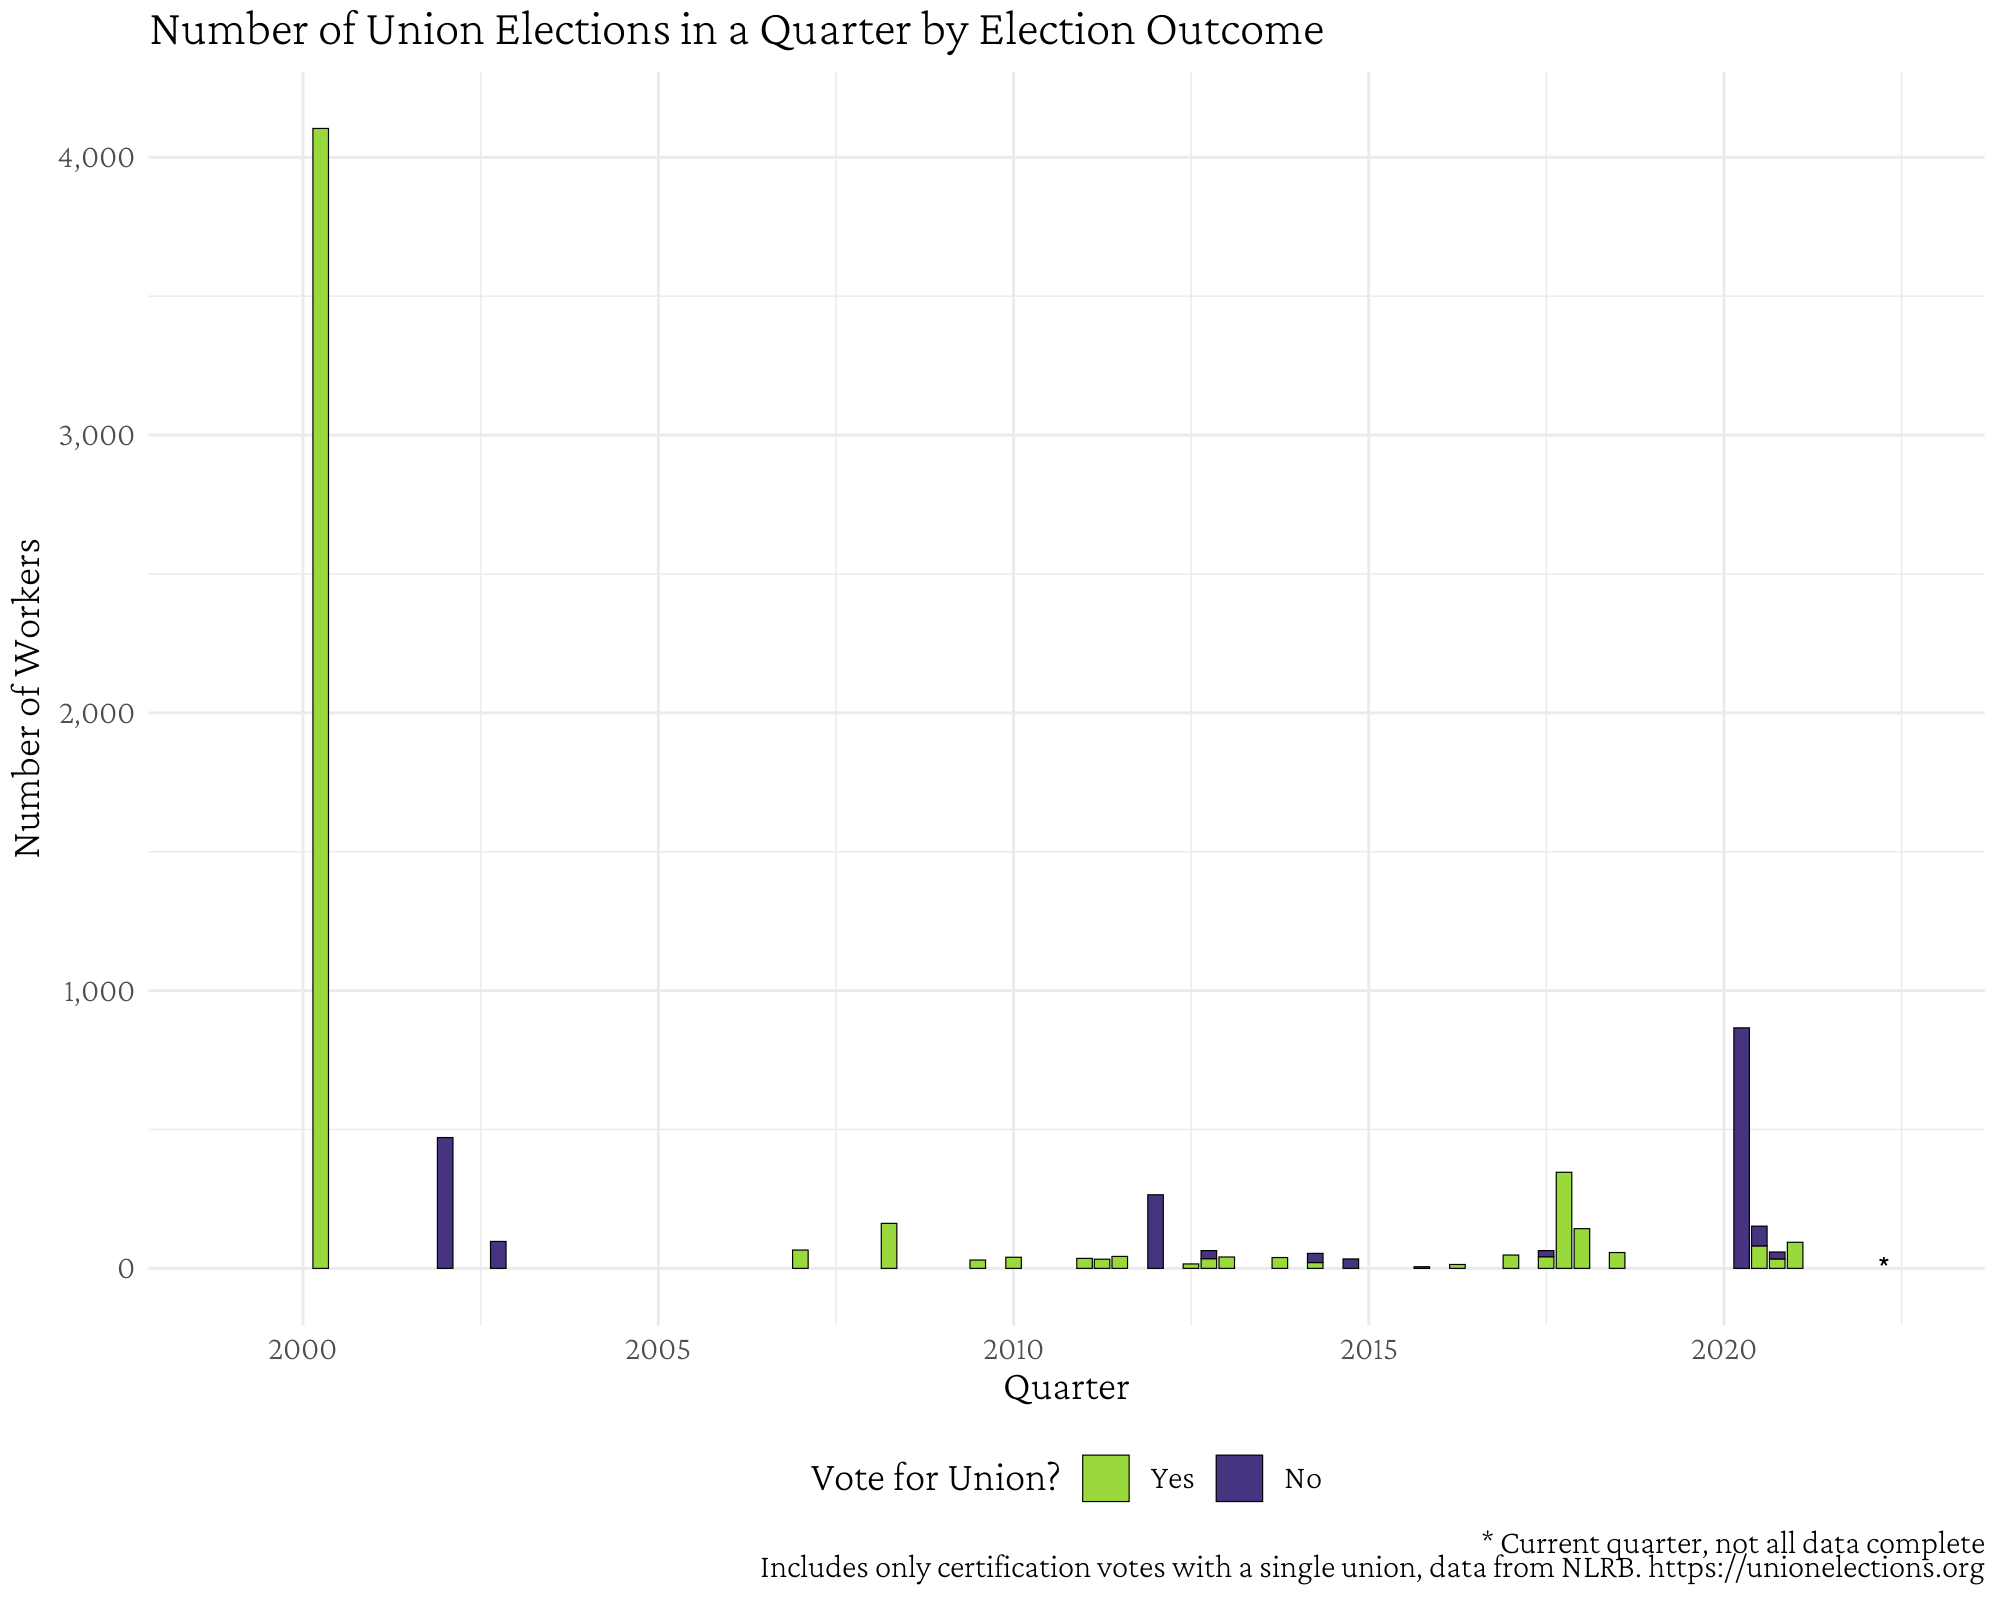 Number of Union Elections in a Quarter by Election Outcome
Number of Workers
4,000
3,000
2,000
1,000
0
*
2000 2005 2010 2015 2020
Quarter
Vote for Union? Yes No
* Current quarter, not all data complete
Includes only certification votes with a single union, data from NLRB. https://unionelections.org